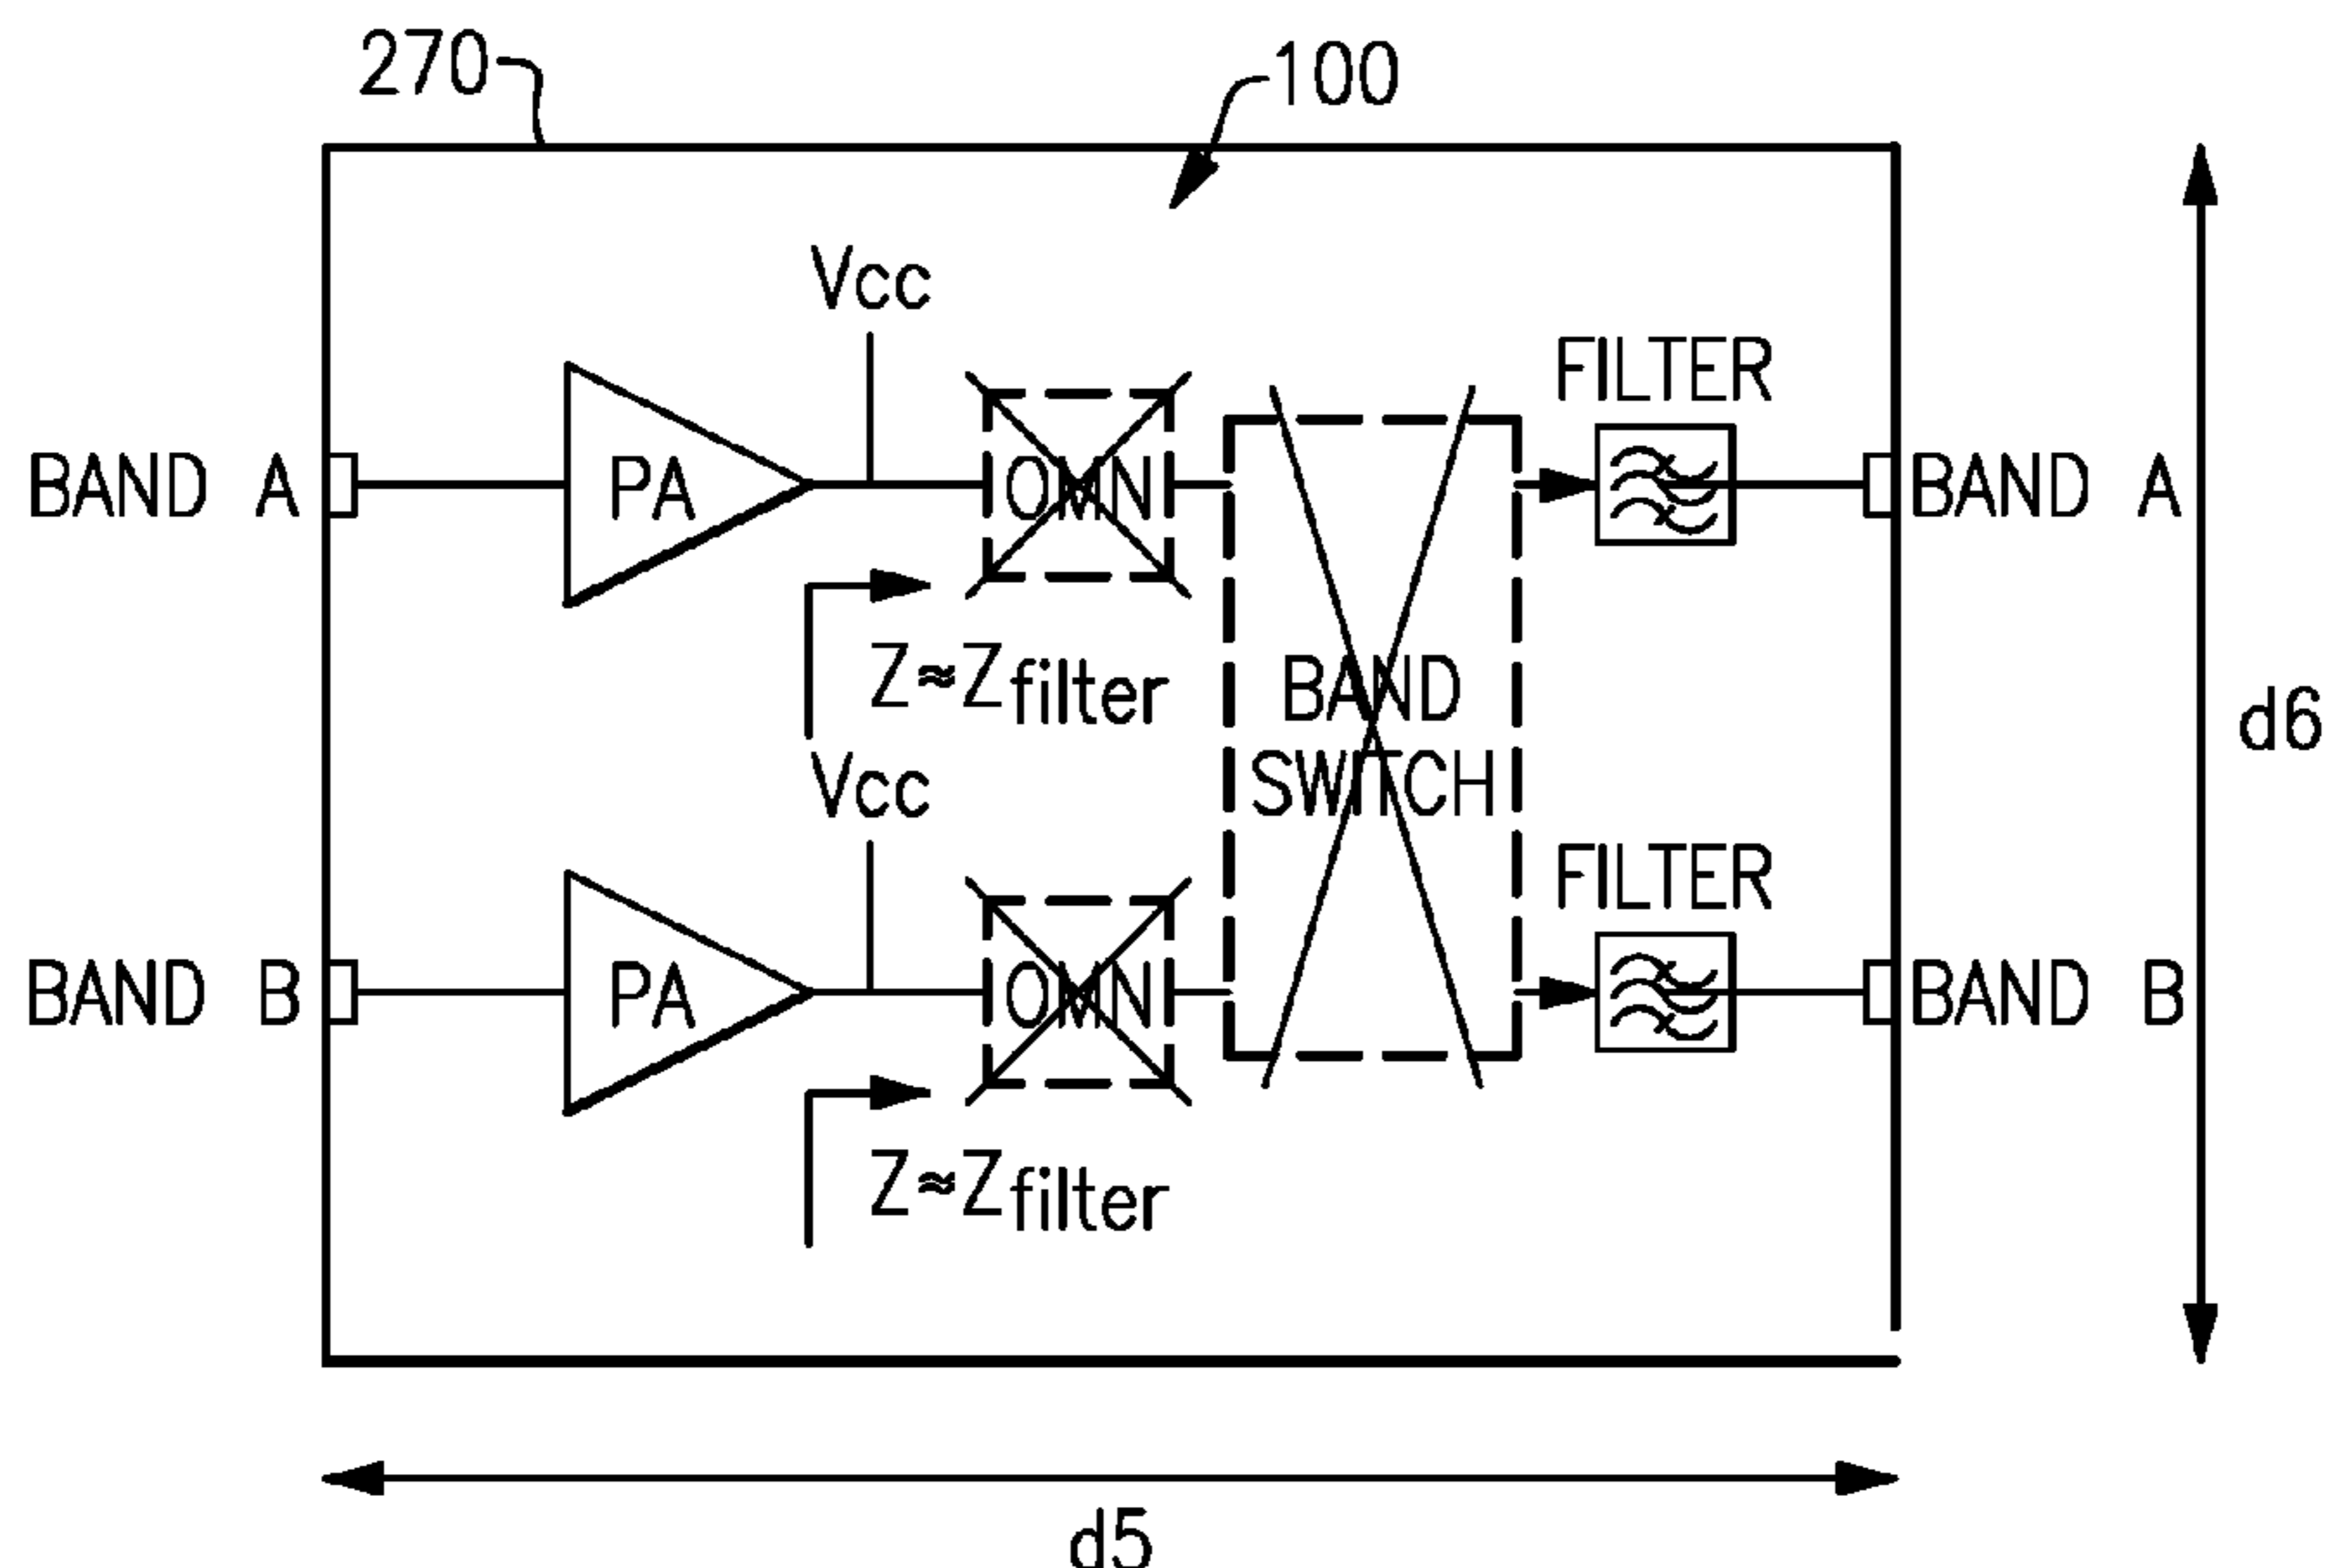 270
100
Vcc
FILTER
BAND A
PA
OMN
BAND A
Z≈Zfilter
BAND
SWITCH
d6
Vcc
FILTER
BAND B
PA
OMN
BAND B
Z≈Zfilter
d5